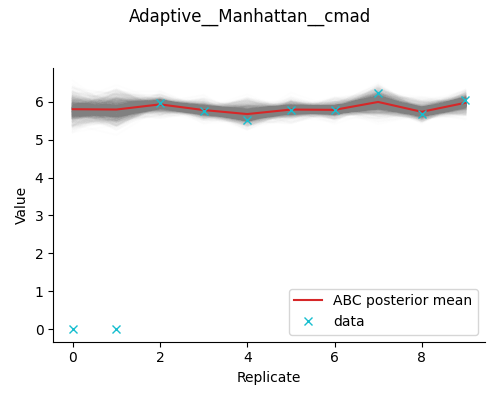 Adaptive__Manhattan__cmad
6
5
4
3
2
1
0
Value
0 2 4 6 8
Replicate
ABC posterior mean
data